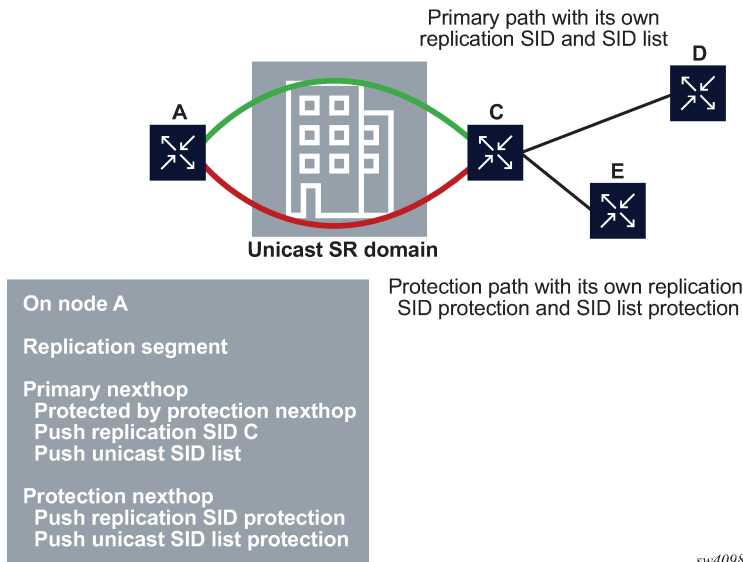 Primary path with its own
replication SID and SID list
D
A
C
E
Unicast SR domain
Protection path with its own replication
SID protection and SID list protection
On node A
Replication segment
Primary nexthop
Protected by protection nexthop
Push replication SID C
Push unicast SID list
Protection nexthop
Push replication SID protection
Push unicast SID list protection
sw4098